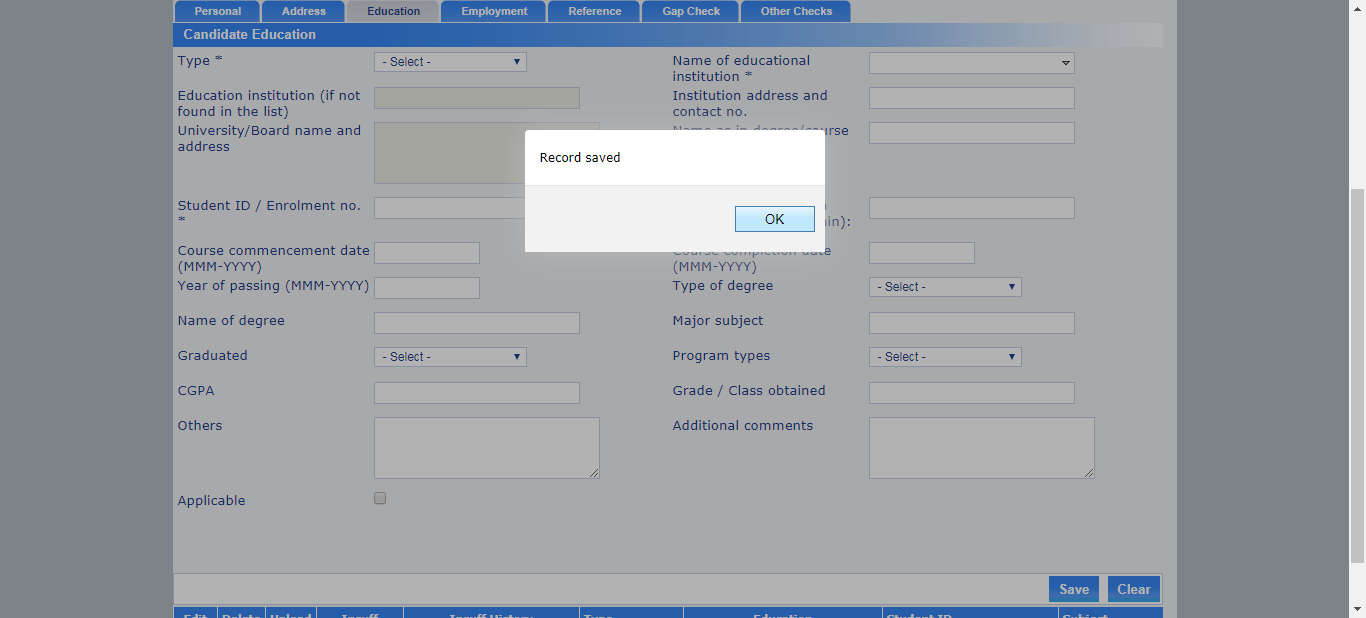 Personal Address Education Employment Reference Gap Check Other Checks
Candidate Education
Type * - Select - Name of educational
institution *
Education institution (if not Institution address and
found in the list) contact no.
University/Board name and Name as in degree/course
address
Record saved
Student ID / Enrolment no.
*
OK
in):
Course commencement date Course completion date
(MMM-YYYY) (MMM-YYYY)
Year of passing (MMM-YYYY) Type of degree - Select -
Name of degree Major subject
Graduated - Select - Program types - Select -
CGPA Grade / Class obtained
Others Additional comments
Applicable
Save Clear
Edit Delete Upload Insuff Insuff History Type Education Student ID Subject